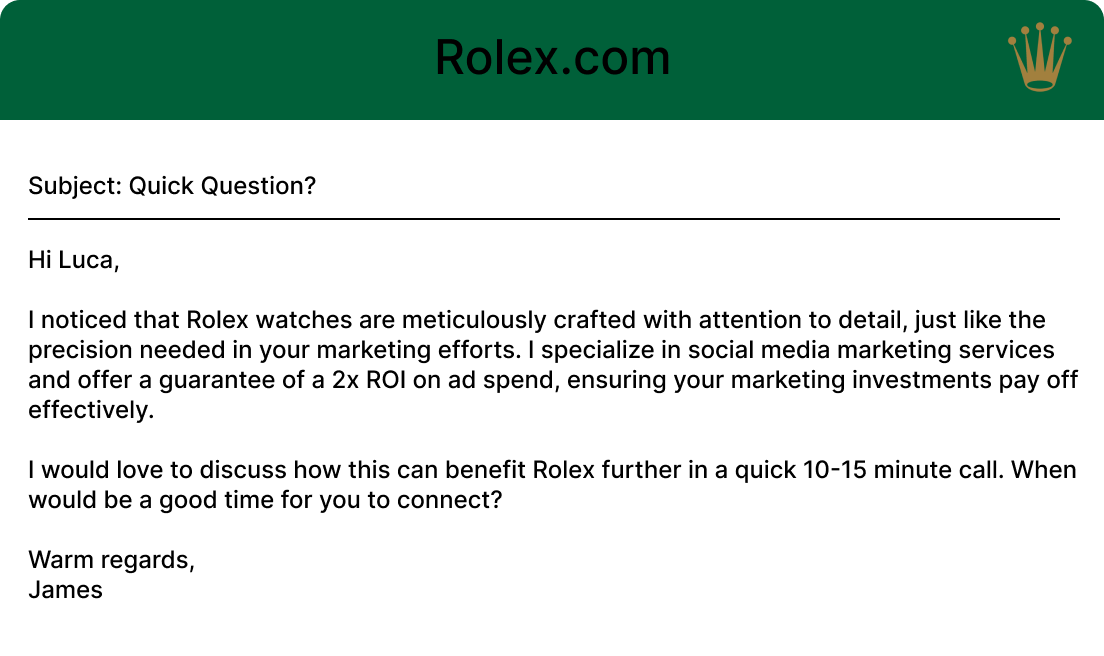 Rolex.com
Subject: Quick Question?
Hi Luca,
I noticed that Rolex watches are meticulously crafted with attention to detail, just like the
precision needed in your marketing efforts. I specialize in social media marketing services
and offer a guarantee of a 2x ROI on ad spend, ensuring your marketing investments pay off
effectively.
I would love to discuss how this can benefit Rolex further in a quick 10-15 minute call. When
would be a good time for you to connect?
Warm regards,
James